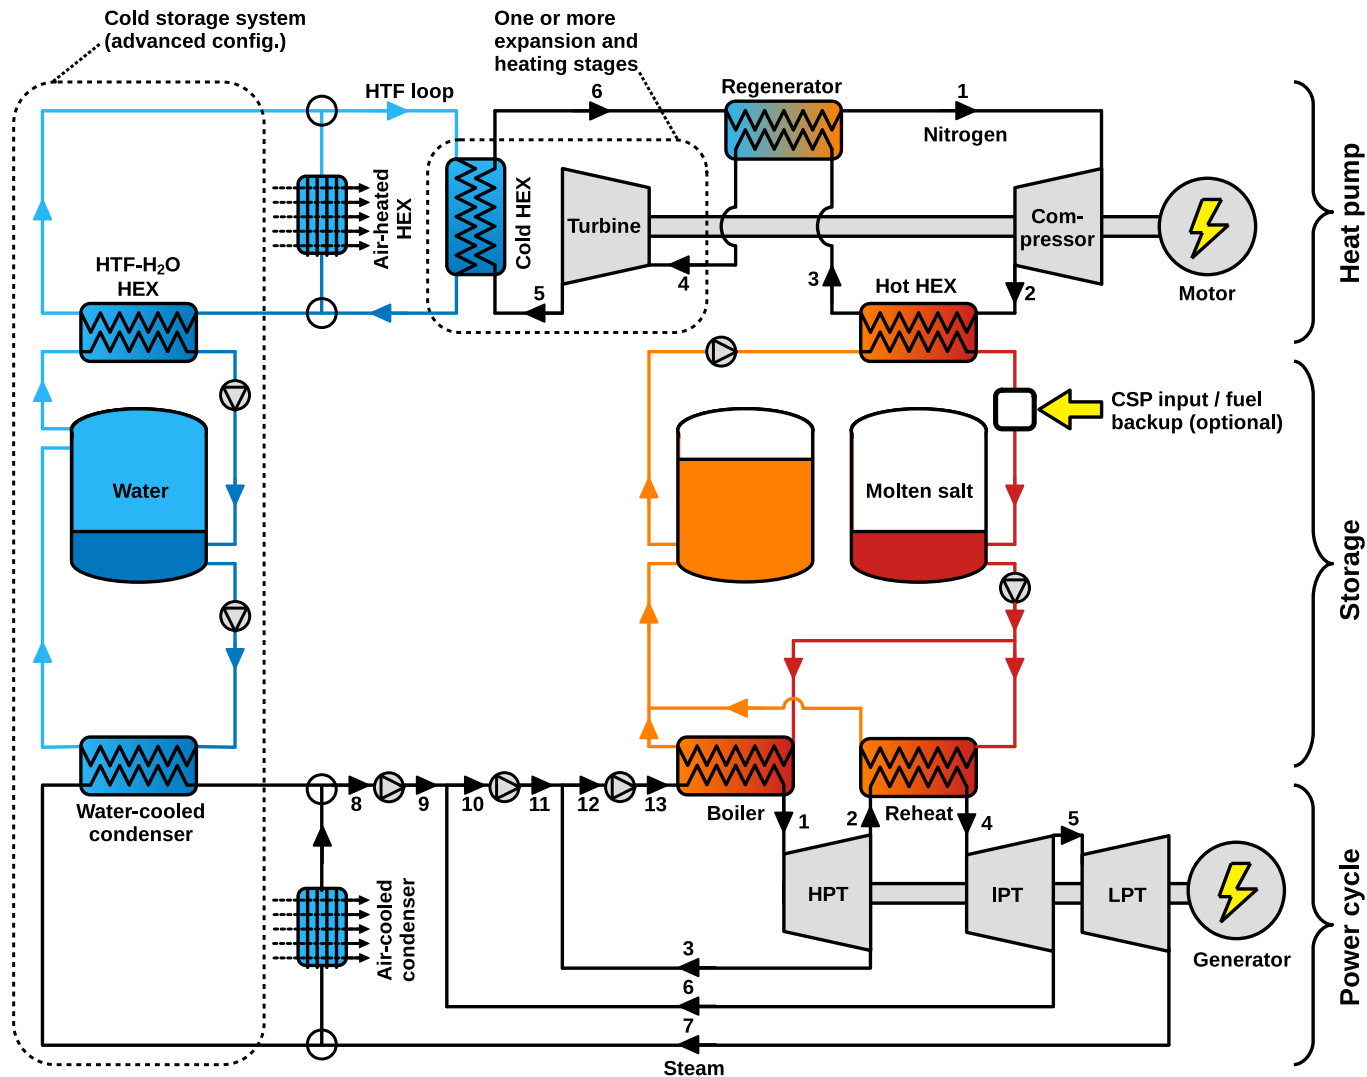 Cold storage system
(advanced config.)
One or more
expansion and
heating stages
HTF loop
6
Regenerator
1
Nitrogen
Air-heated
HEX
Cold HEX
Turbine
Com-
pressor
Motor
HTF-H₂O
HEX
5
4
3
Hot HEX
2
Heat pump
CSP input / fuel
backup (optional)
Water
Molten salt
Storage
Water-cooled
condenser
8
9
10
11
12
13
Boiler
1
2
Reheat
4
5
HPT
IPT
LPT
Air-cooled
condenser
3
6
7
Steam
Generator
Power cycle